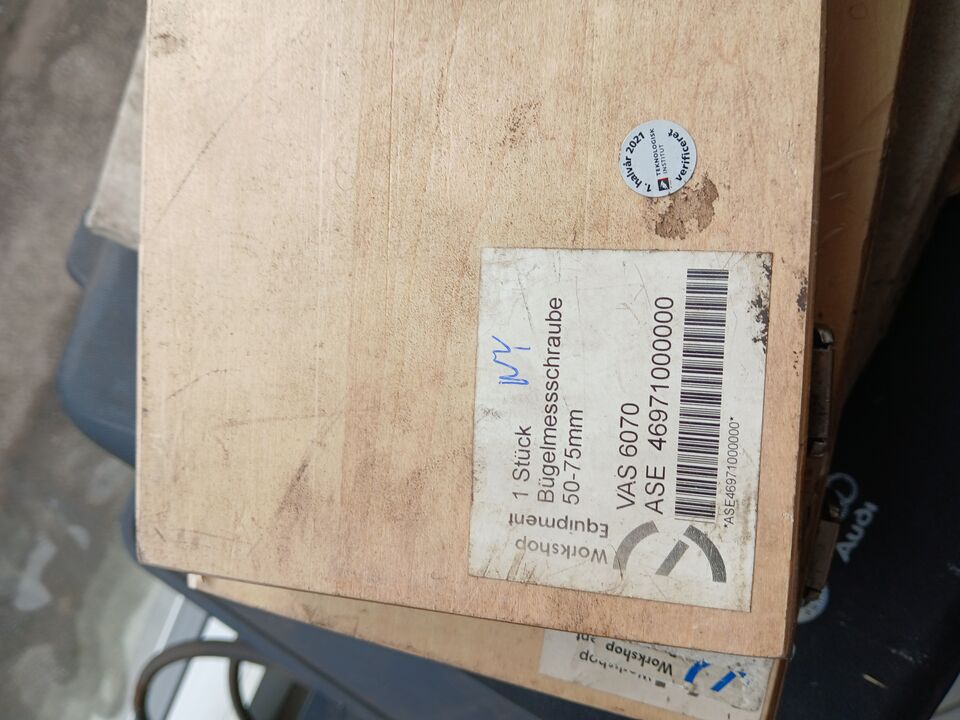 1. halvår 2021
TEKNOLOGISK
INSTITUT
verificeret
1 Stück
Bügelmessschraube
50-75mm
VAS 6070
ASE 46971000000
*ASE46971000000*
Workshop
Equipment
Workshop
Audi